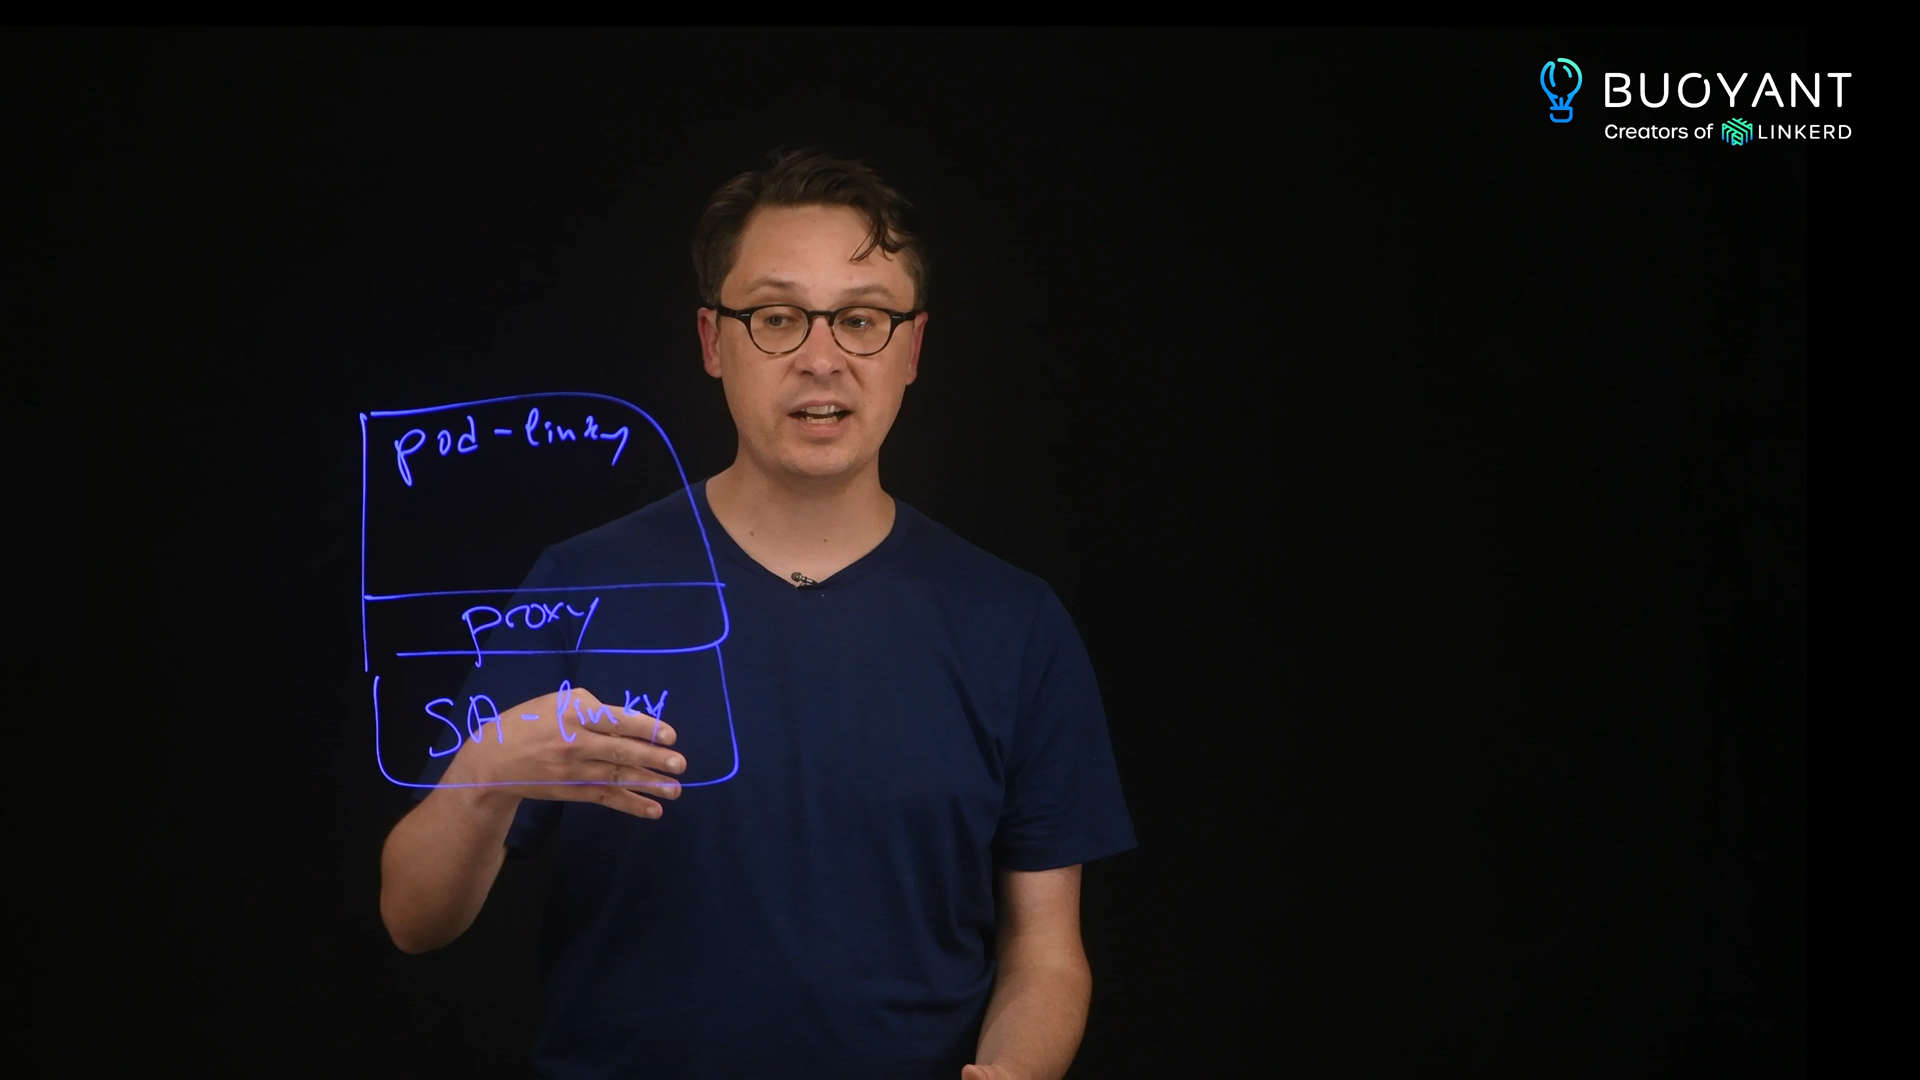 BUOYANT
Creators of LINKERD
pod-linky
proxy
SA-linky